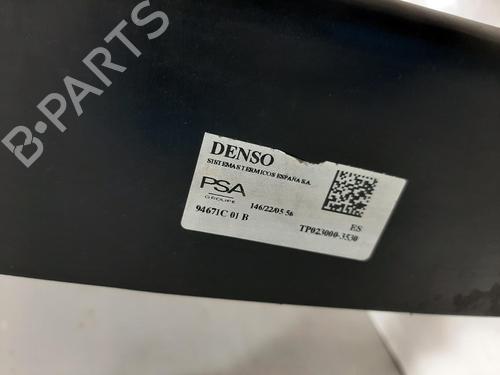 B-PARTS
DENSO
SISTEMAS TERMICOS ESPAÑA S.A.
PSA
GROUPE
146/22/05 56
94671C 01 B
ES
TP023000-3530